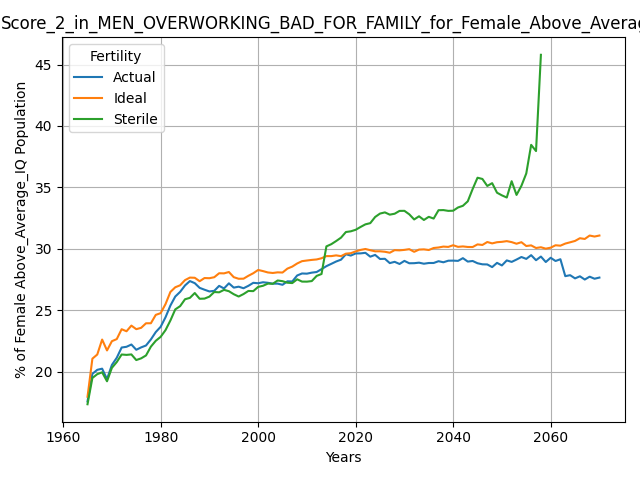 Score_2_in_MEN_OVERWORKING_BAD_FOR_FAMILY_for_Female_Above_Averag
Fertility
Actual
Ideal
Sterile
% of Female Above_Average_IQ Population
45
40
35
30
25
20
1960 1980 2000 2020 2040 2060
Years